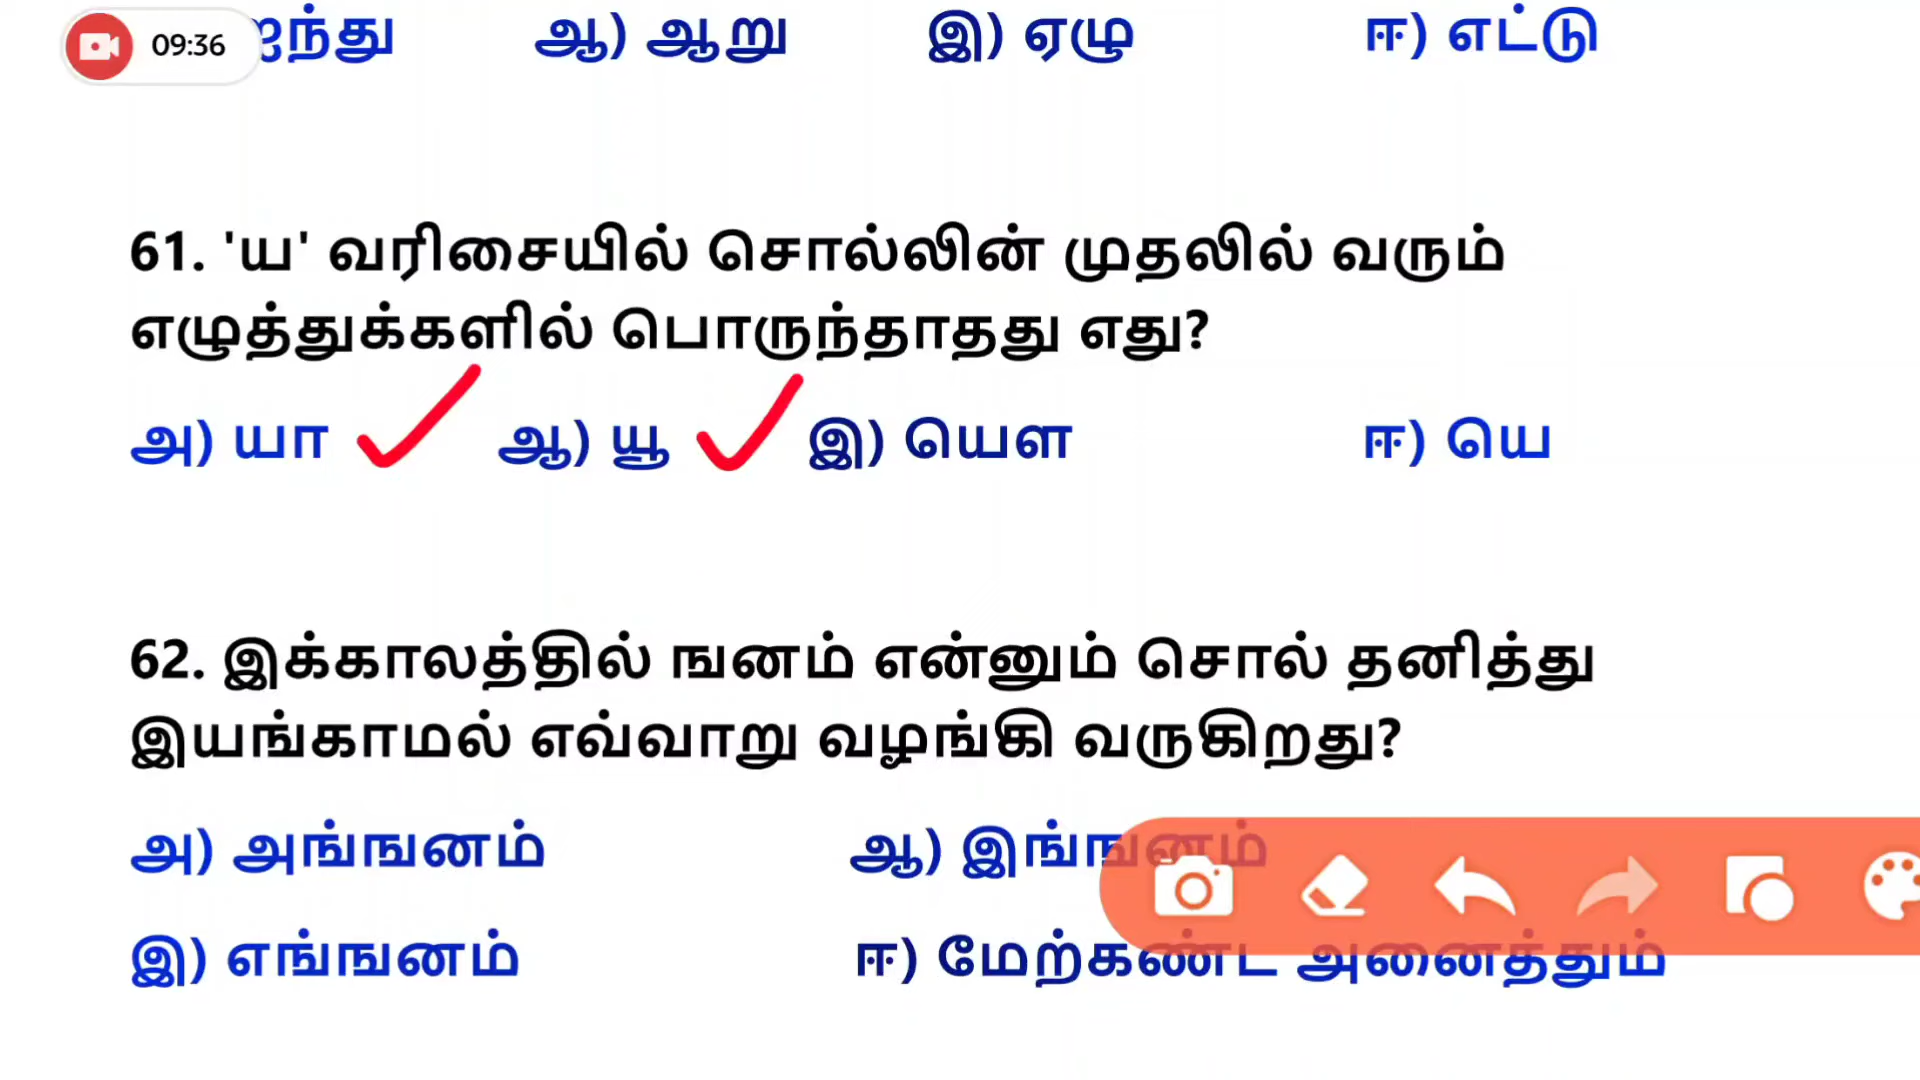 09:36
ஐந்து ஆ) ஆறு இ) ஏழு ஈ) எட்டு
61. 'ய' வரிசையில் சொல்லின் முதலில் வரும்
எழுத்துக்களில் பொருந்தாதது எது?
அ) யா ஆ) யூ இ) யௌ ஈ) யெ
62. இக்காலத்தில் ஙனம் என்னும் சொல் தனித்து
இயங்காமல் எவ்வாறு வழங்கி வருகிறது?
அ) அங்ஙனம் ஆ) இங்ஙனம்
இ) எங்ஙனம் ஈ) மேற்கண்ட அனைத்தும்